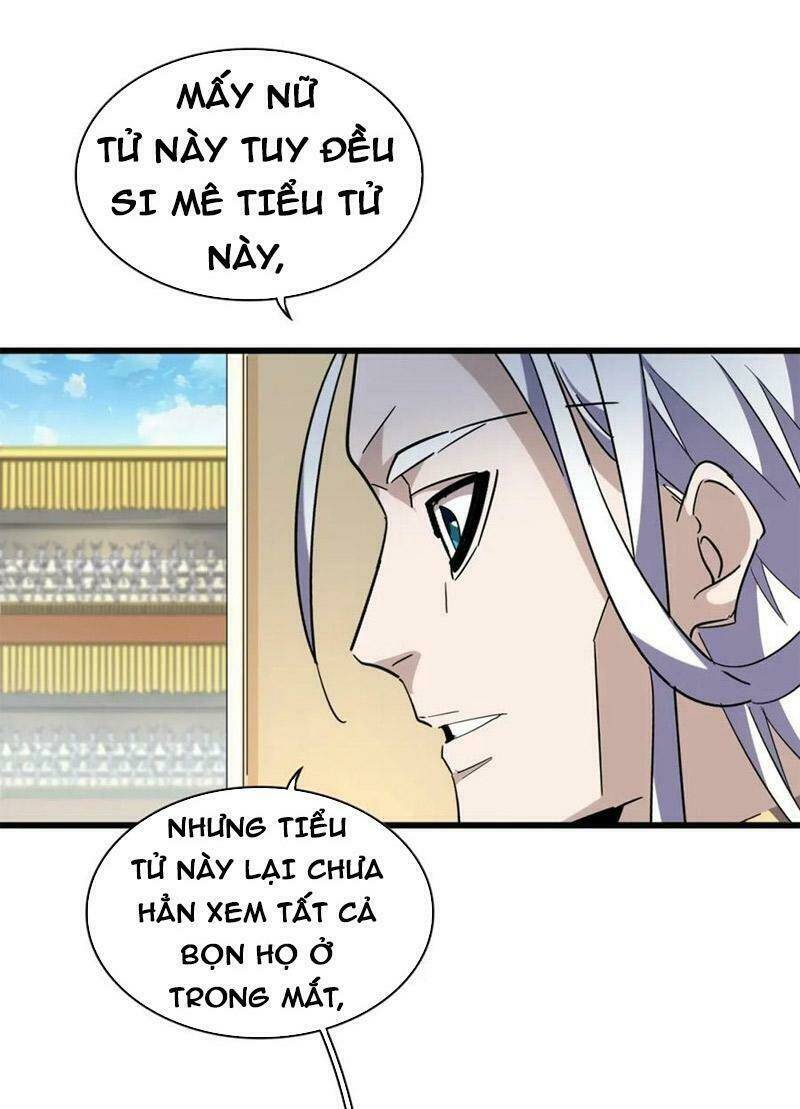 MẤY NỮ
TỬ NÀY TUY ĐỀU
SI MÊ TIỂU TỬ
NÀY,
NHƯNG TIỂU
TỬ NÀY LẠI CHƯA
HẲN XEM TẤT CẢ
BỌN HỌ Ở
TRONG MẮT,